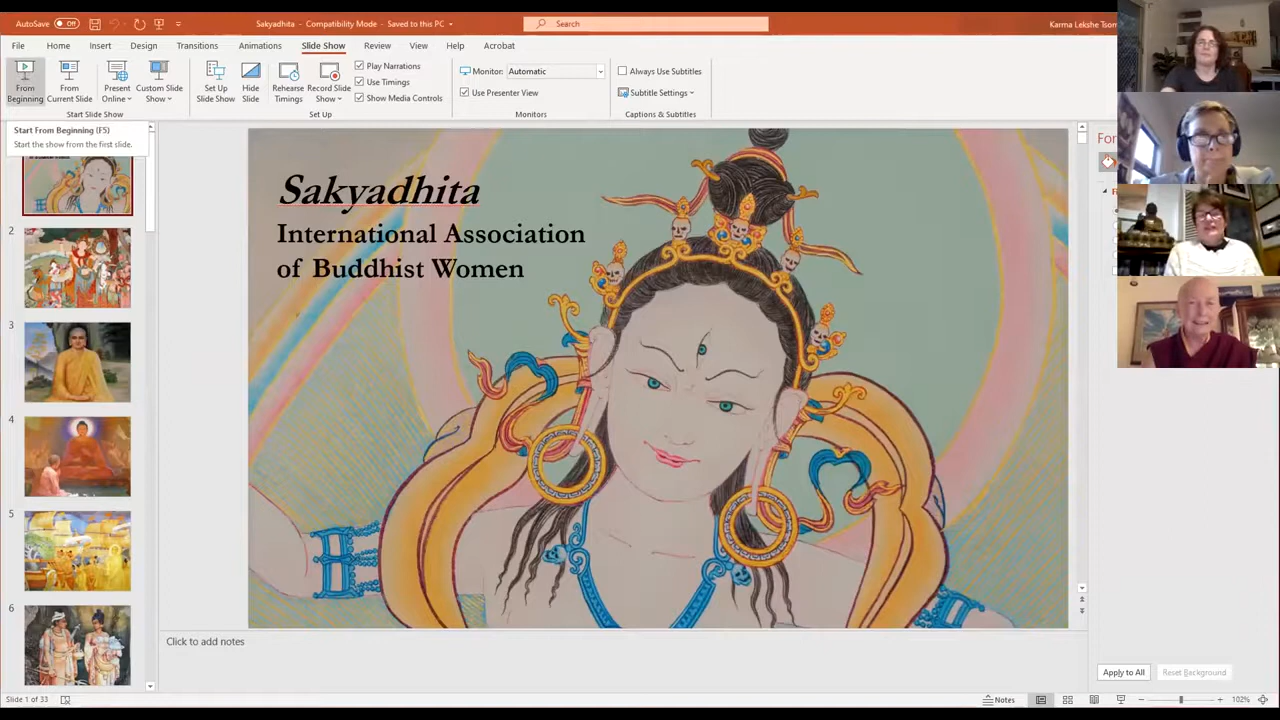 AutoSave Off
Sakyadhita - Compatibility Mode - Saved to this PC
Search
Karma Lekshe Tsom
File Home Insert Design Transitions Animations Slide Show Review View Help Acrobat
From Beginning
From Current Slide
Present Online
Custom Slide Show
Start Slide Show
Set Up Slide Show
Hide Slide
Rehearse Timings
Record Slide Show
Play Narrations
Use Timings
Show Media Controls
Set Up
Monitor: Automatic
Use Presenter View
Monitors
Always Use Subtitles
Subtitle Settings
Captions & Subtitles
Start From Beginning (F5)
Start the show from the first slide.
For
2
3
4
5
6
Sakyadhita
International Association
of Buddhist Women
Click to add notes
Apply to All
Reset Background
Slide 1 of 33
Notes
102%